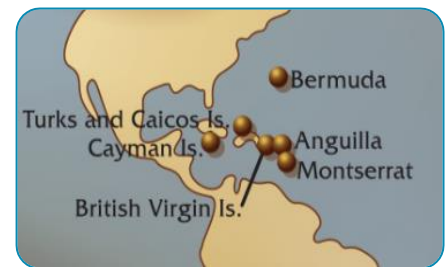 Bermuda
Turks and Caicos Is.
Cayman Is.
Anguilla
Montserrat
British Virgin Is.